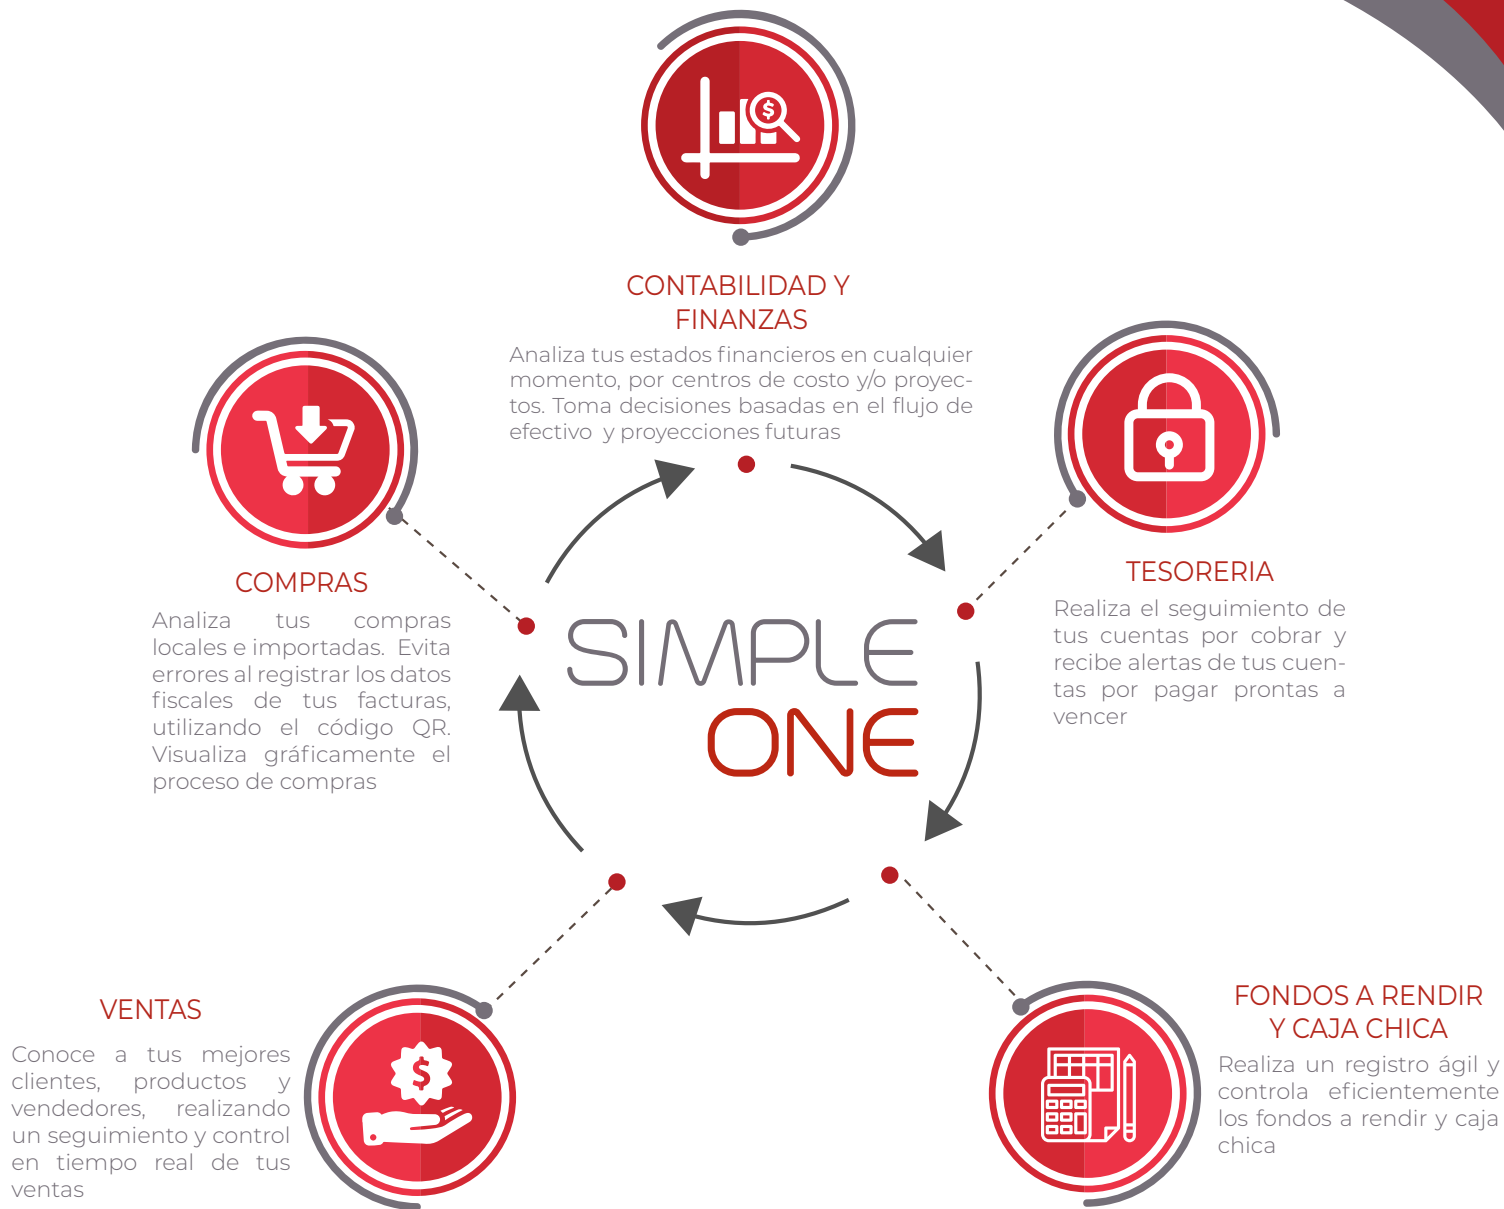 CONTABILIDAD Y
FINANZAS
Analiza tus estados financieros en cualquier
momento, por centros de costo y/o proyec-
tos. Toma decisiones basadas en el flujo de
efectivo y proyecciones futuras
COMPRAS
Analiza tus compras
locales e importadas. Evita
errores al registrar los datos
fiscales de tus facturas,
utilizando el código QR.
Visualiza gráficamente el
proceso de compras
TESORERIA
Realiza el seguimiento de
tus cuentas por cobrar y
recibe alertas de tus cuen-
tas por pagar prontas a
vencer
SIMPLE
ONE
VENTAS
Conoce a tus mejores
clientes, productos y
vendedores, realizando
un seguimiento y control
en tiempo real de tus
ventas
FONDOS A RENDIR
Y CAJA CHICA
Realiza un registro ágil y
controla eficientemente
los fondos a rendir y caja
chica